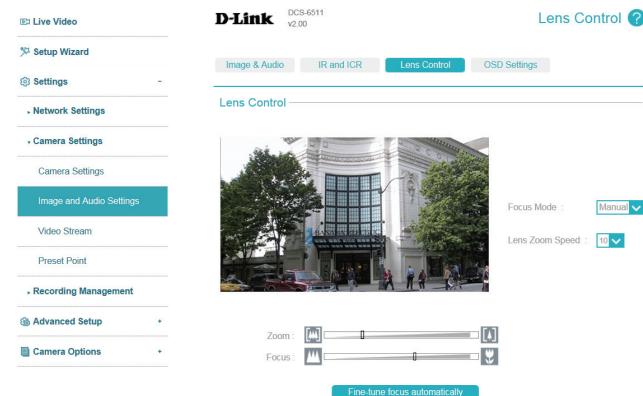 Live Video
Setup Wizard
Settings -
Network Settings
Camera Settings
Camera Settings
Image and Audio Settings
Video Stream
Preset Point
Recording Management
Advanced Setup +
Camera Options +
D-Link DCS-6511
v2.00
Lens Control ?
Image & Audio IR and ICR Lens Control OSD Settings
Lens Control
Focus Mode : Manual
Lens Zoom Speed : 10
Zoom :
Focus :
Fine-tune focus automatically